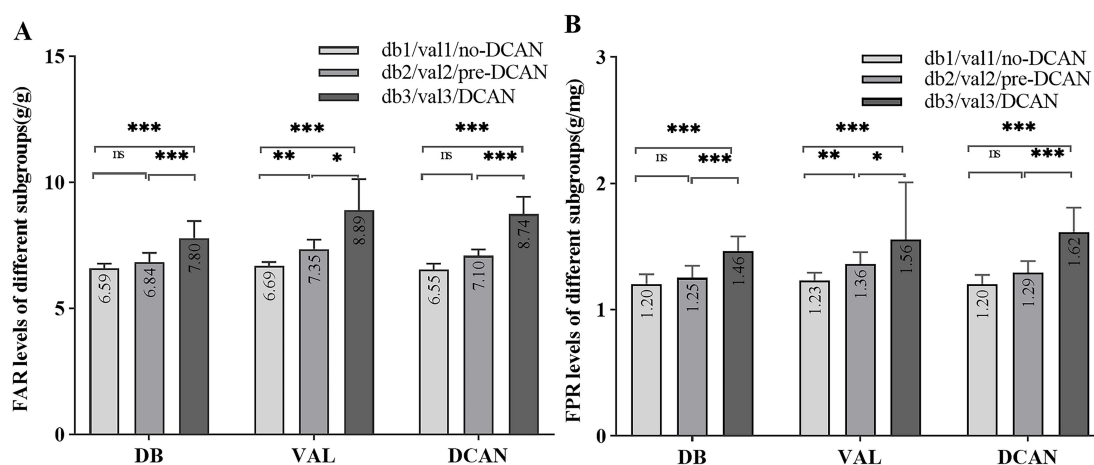 A
FAR levels of different subgroups(g/g)
15
10
5
0
db1/val1/no-DCAN
db2/val2/pre-DCAN
db3/val3/DCAN
*** *** ***
ns *** ** * ns ***
6.59 6.84 7.80 6.69 7.35 8.89 6.55 7.10 8.74
DB VAL DCAN
B
FPR levels of different subgroups(g/mg)
3
2
1
0
db1/val1/no-DCAN
db2/val2/pre-DCAN
db3/val3/DCAN
*** *** ***
ns *** ** * ns ***
1.20 1.25 1.46 1.23 1.36 1.56 1.20 1.29 1.62
DB VAL DCAN